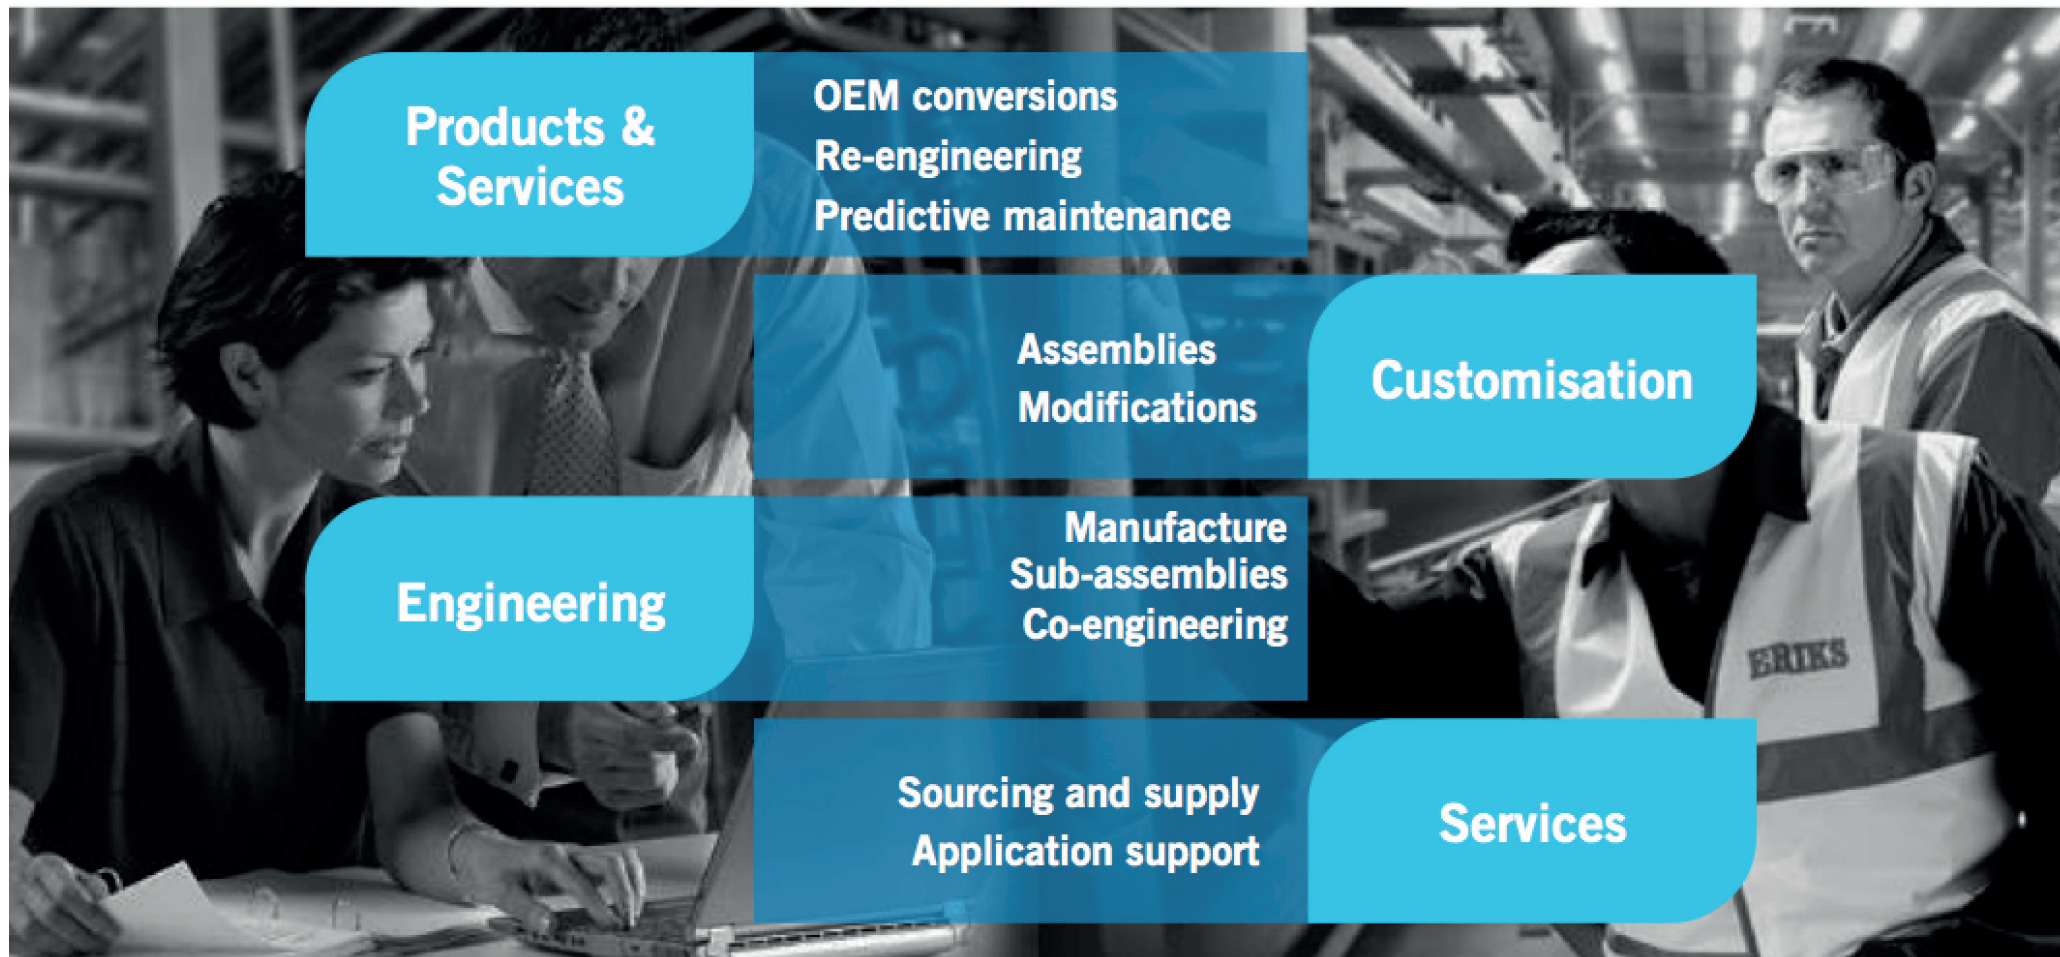 Products &
Services
OEM conversions
Re-engineering
Predictive maintenance
Assemblies
Modifications
Customisation
Engineering
Manufacture
Sub-assemblies
Co-engineering
ERIKS
Sourcing and supply
Application support
Services